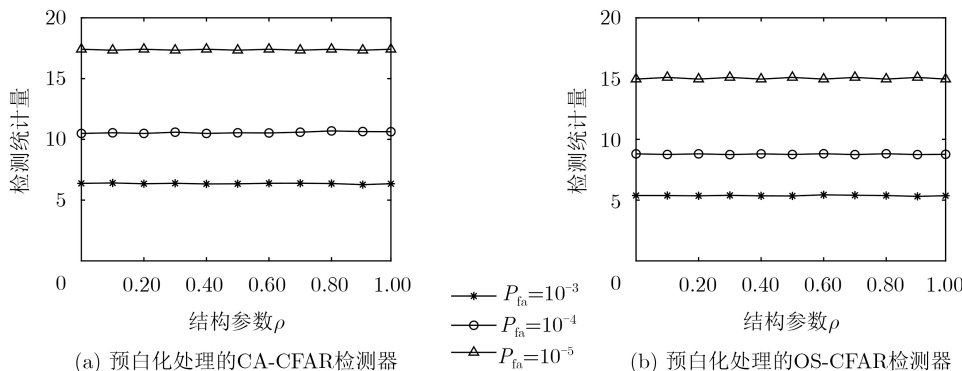 20
15
10
5
0
0.20
0.40
0.60
0.80
1.00
检测统计量
结构参数ρ
(a) 预白化处理的CA-CFAR检测器
P_fa=10⁻³
P_fa=10⁻⁴
P_fa=10⁻⁵
20
15
10
5
0
0.20
0.40
0.60
0.80
1.00
检测统计量
结构参数ρ
(b) 预白化处理的OS-CFAR检测器